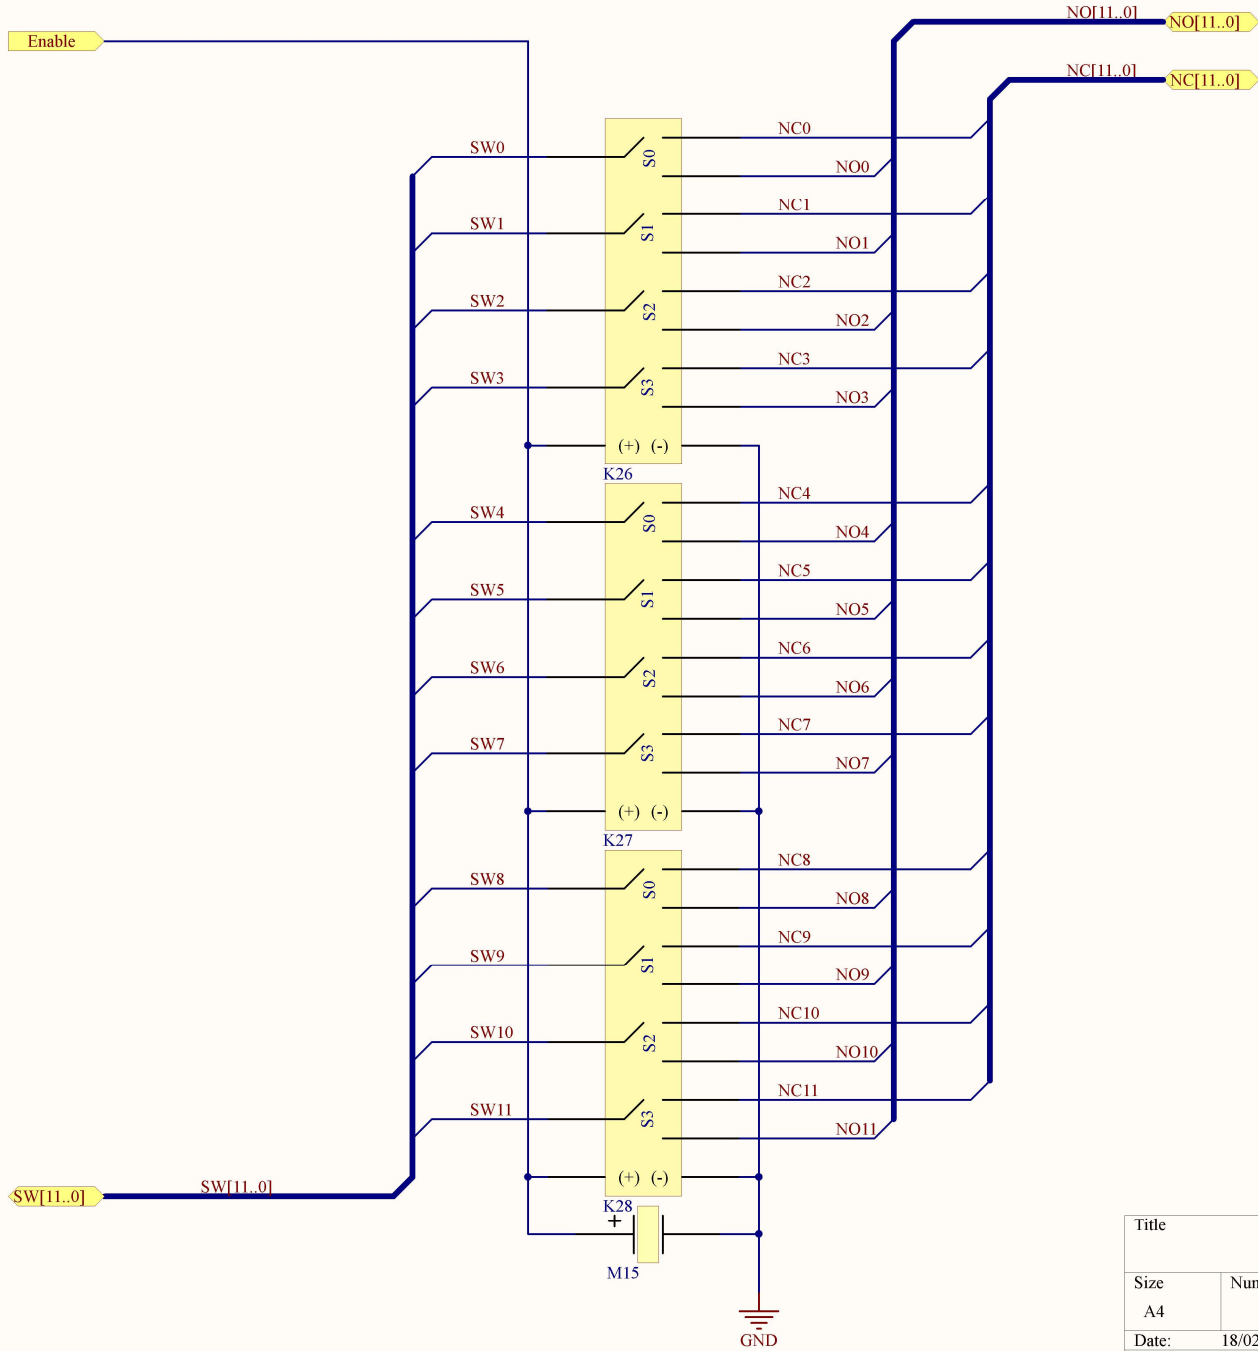 NO[11..0] NO[11..0]
Enable
NC[11..0] NC[11..0]
NC0
SW0 S0
NO0
NC1
SW1 S1
NO1
NC2
SW2 S2
NO2
NC3
SW3 S3
NO3
(+) (-)
K26
NC4
SW4 S0
NO4
NC5
SW5 S1
NO5
NC6
SW6 S2
NO6
NC7
SW7 S3
NO7
(+) (-)
K27
NC8
SW8 S0
NO8
NC9
SW9 S1
NO9
NC10
SW10 S2
NO10
NC11
SW11 S3
NO11
(+) (-)
SW[11..0] SW[11..0]
K28
+
M15
GND
Title
Size Num
A4
Date: 18/02